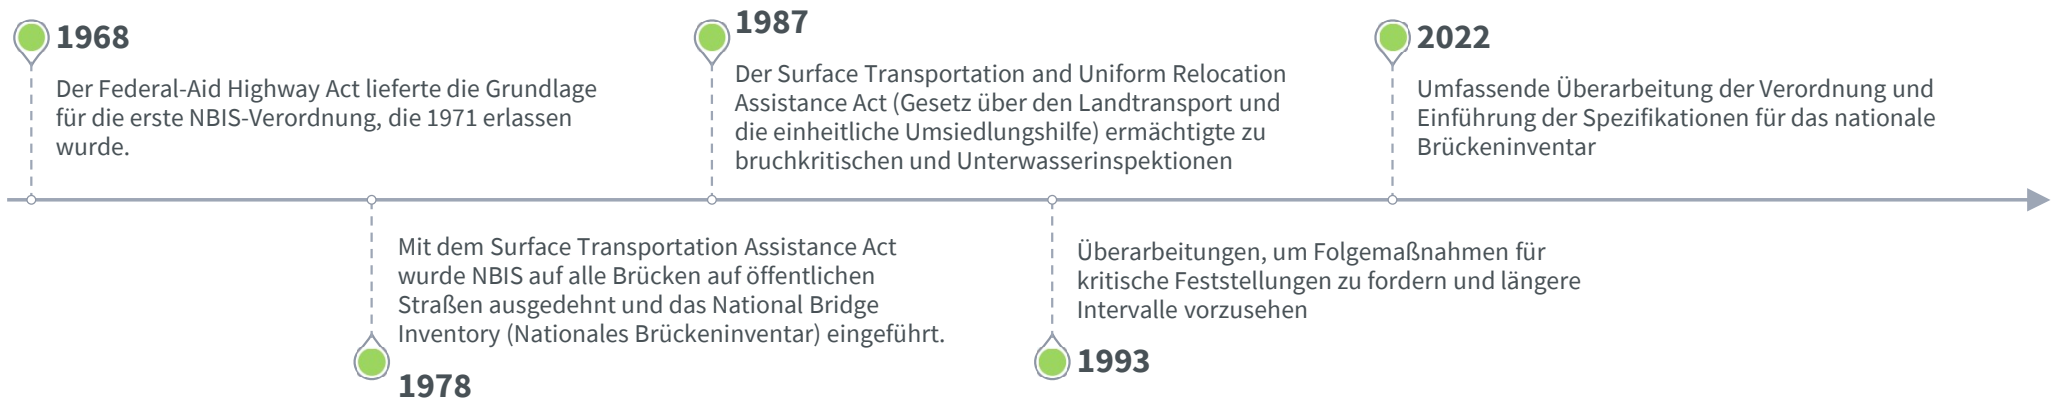 1968
Der Federal-Aid Highway Act lieferte die Grundlage
für die erste NBIS-Verordnung, die 1971 erlassen
wurde.
Mit dem Surface Transportation Assistance Act
wurde NBIS auf alle Brücken auf öffentlichen
Straßen ausgedehnt und das National Bridge
Inventory (Nationales Brückeninventar) eingeführt.
1978
1987
Der Surface Transportation and Uniform Relocation
Assistance Act (Gesetz über den Landtransport und
die einheitliche Umsiedlungshilfe) ermächtigte zu
bruchkritischen und Unterwasserinspektionen
Überarbeitungen, um Folgemaßnahmen für
kritische Feststellungen zu fordern und längere
Intervalle vorzusehen
1993
2022
Umfassende Überarbeitung der Verordnung und
Einführung der Spezifikationen für das nationale
Brückeninventar